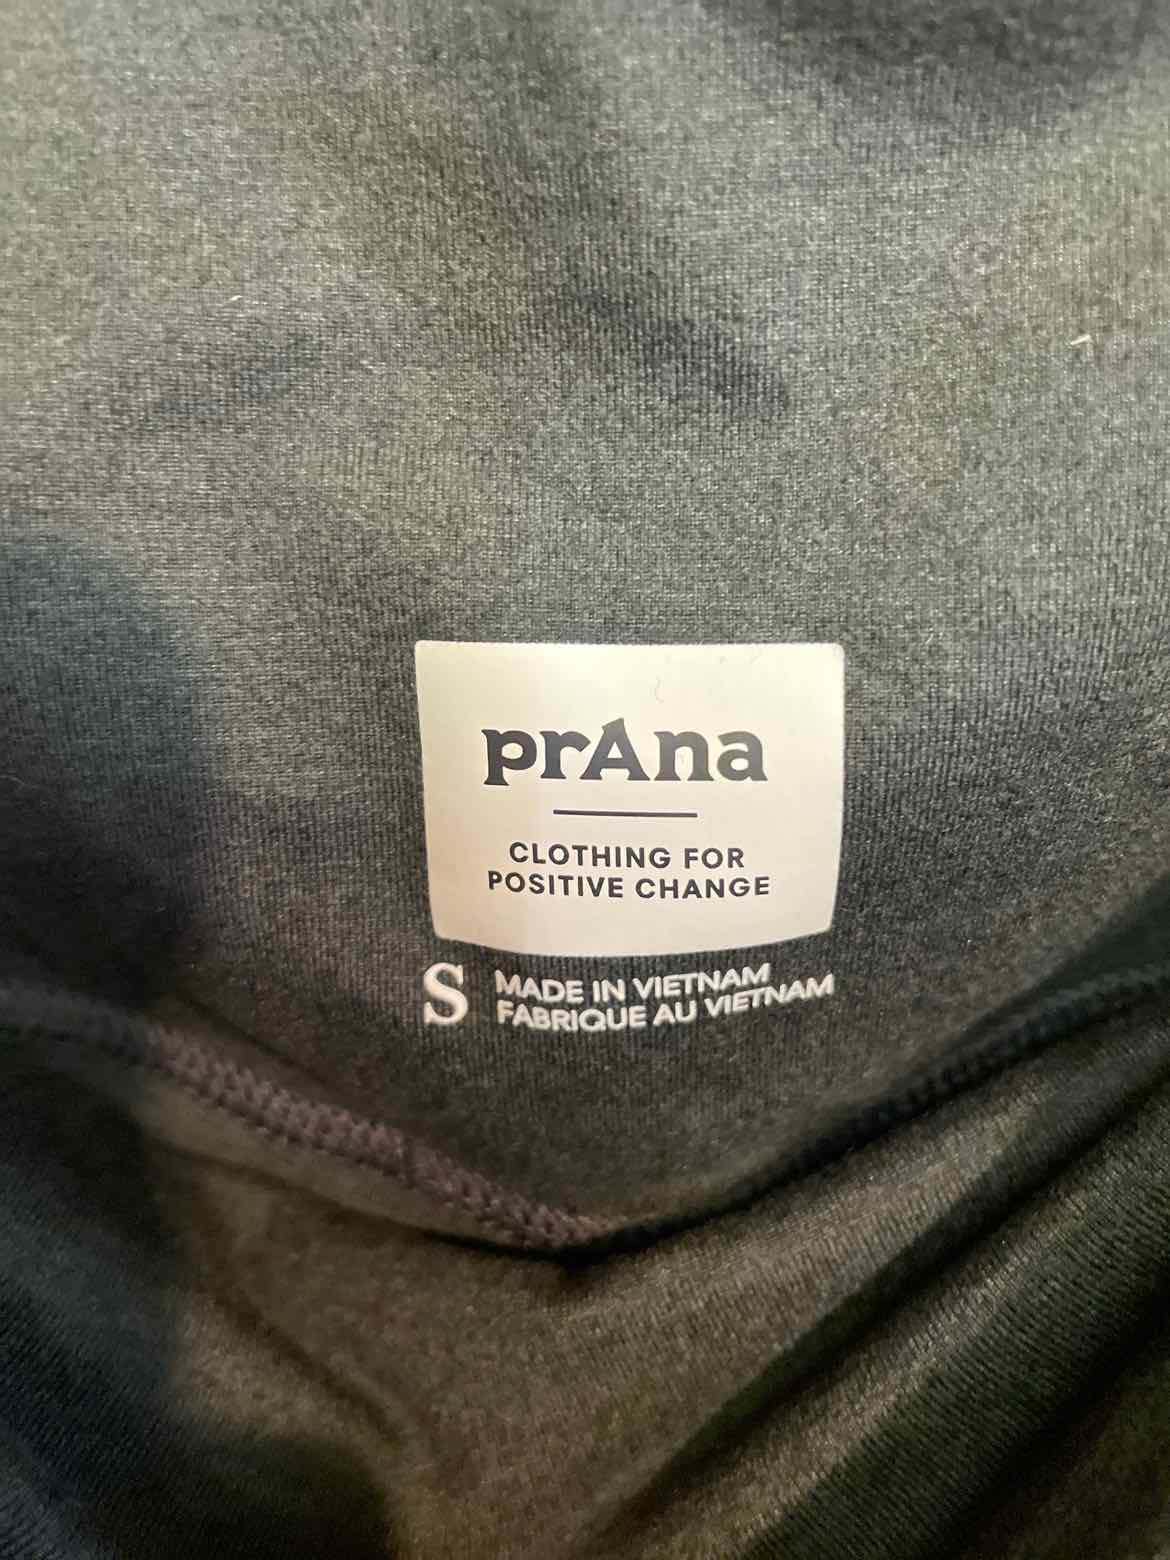 prAna
CLOTHING FOR
POSITIVE CHANGE
S
MADE IN VIETNAM
FABRIQUE AU VIETNAM